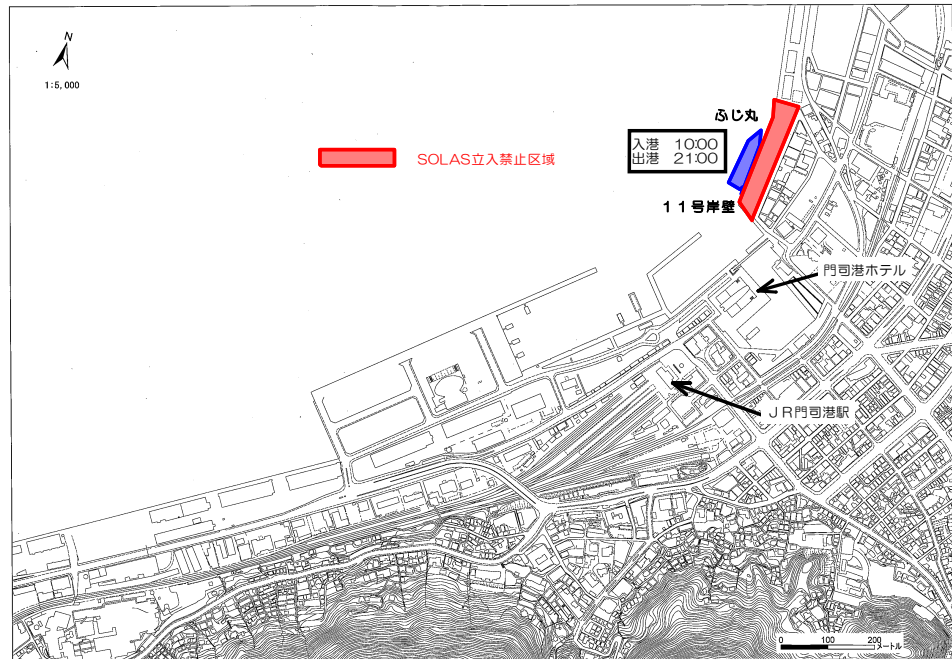 N
1:5,000
ふじ丸
入港 10:00
出港 21:00
SOLAS立入禁止区域
11号岸壁
門司港ホテル
JR門司港駅
0 100 200
メートル